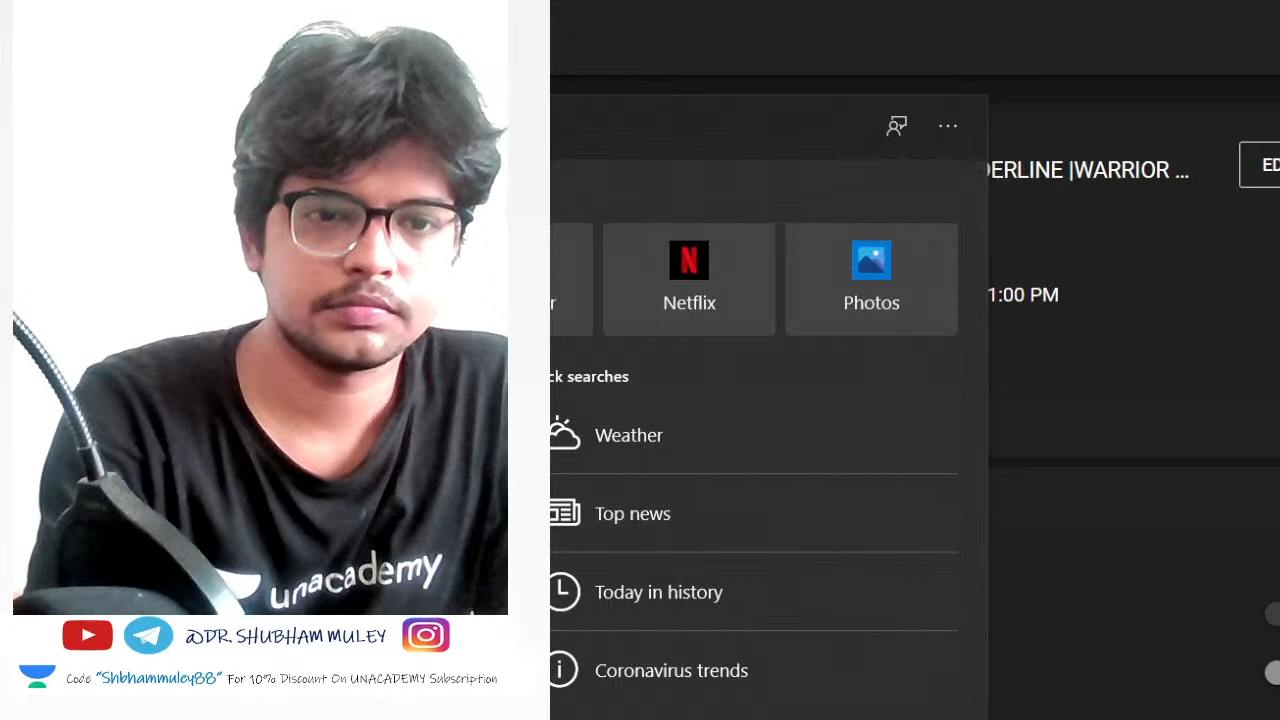 DERLINE |WARRIOR ...
ED
Netflix
Photos
1:00 PM
ck searches
Weather
Top news
Today in history
Coronavirus trends
unacademy
@DR. SHUBHAM MULEY
Code "Shbhammuley88" For 10% Discount On UNACADEMY Subscription